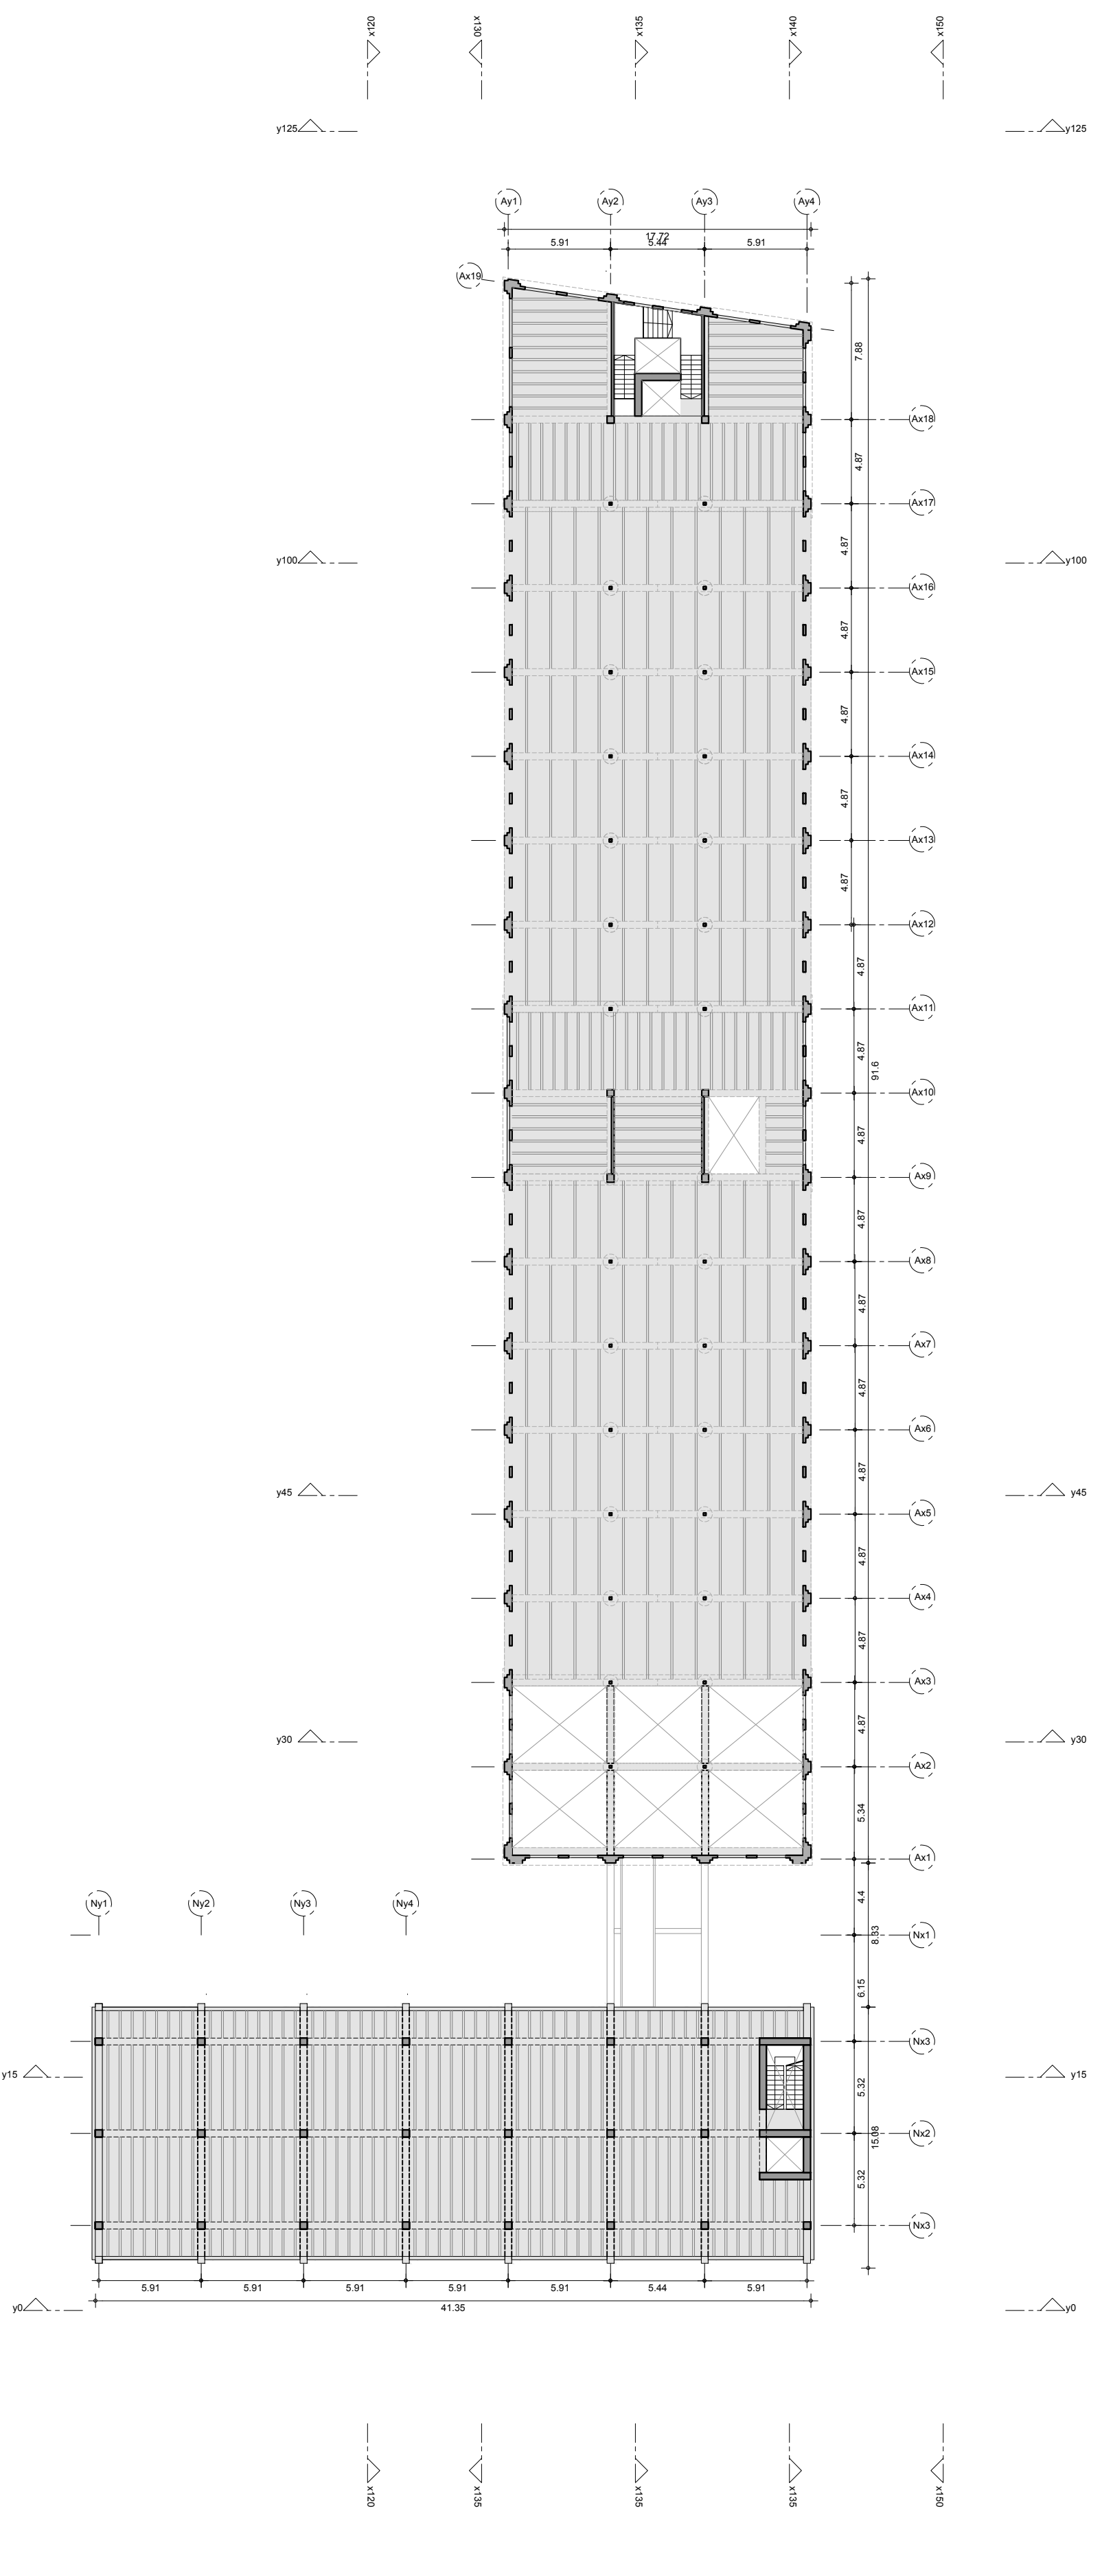 x120 x130 x135 x140 x150
y125 y125
Ay1 Ay2 Ay3 Ay4
17.72
5.91 5.44 5.91
Ax19
7.88
Ax18
4.87
Ax17
4.87
y100 y100
Ax16
4.87
Ax15
4.87
Ax14
4.87
Ax13
4.87
Ax12
4.87
Ax11
4.87
91.6
Ax10
4.87
Ax9
4.87
Ax8
4.87
Ax7
4.87
Ax6
4.87
y45 y45
Ax5
4.87
Ax4
4.87
Ax3
4.87
y30 y30
Ax2
5.34
Ax1
4.4
Ny1 Ny2 Ny3 Ny4
8.33
Nx1
6.15
Nx3
y15 y15
5.32
Nx2
15.08
5.32
Nx3
5.91 5.91 5.91 5.91 5.91 5.44 5.91
41.35
y0 y0
x120 x135 x135 x135 x150